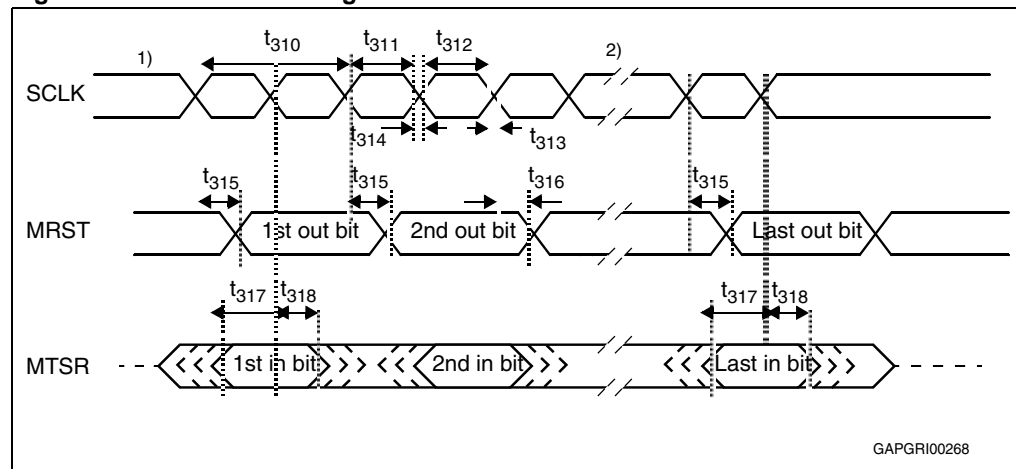 1)
t310
t311
t312
2)
SCLK
t314
t313
t315
t315
t316
t315
MRST
1st out bit
2nd out bit
Last out bit
t317
t318
t317
t318
MTSR
1st in bit
2nd in bit
Last in bit
GAPGRI00268